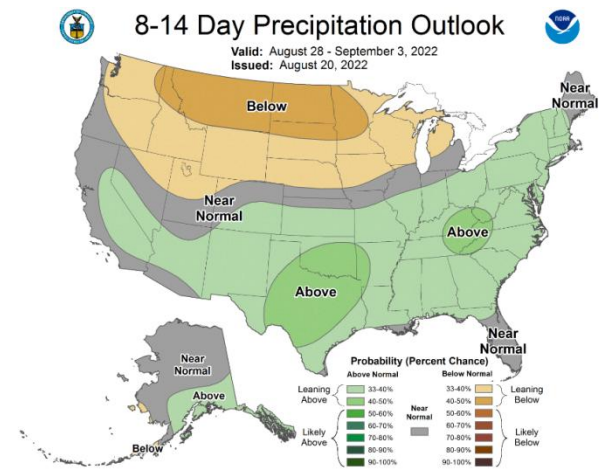 8-14 Day Precipitation Outlook
Valid: August 28 - September 3, 2022
Issued: August 20, 2022
NOAA
Below
Near
Normal
Near
Normal
Above
Above
Near
Normal
Near
Normal
Above
Below
Probability (Percent Chance)
Above Normal
Below Normal
Leaning
Above
33-40%
40-50%
50-60%
60-70%
70-80%
80-90%
90-100%
Likely
Above
Near
Normal
33-40%
40-50%
50-60%
60-70%
70-80%
80-90%
90-100%
Leaning
Below
Likely
Below